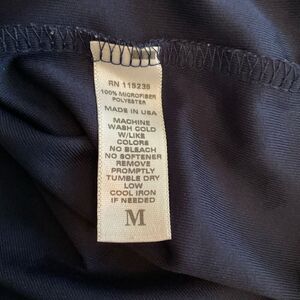 RN 115235
100% MICROFIBER
POLYESTER
MADE IN USA
MACHINE
WASH COLD
W/LIKE
COLORS
NO BLEACH
NO SOFTENER
REMOVE
PROMPTLY
TUMBLE DRY
LOW
COOL IRON
IF NEEDED
M